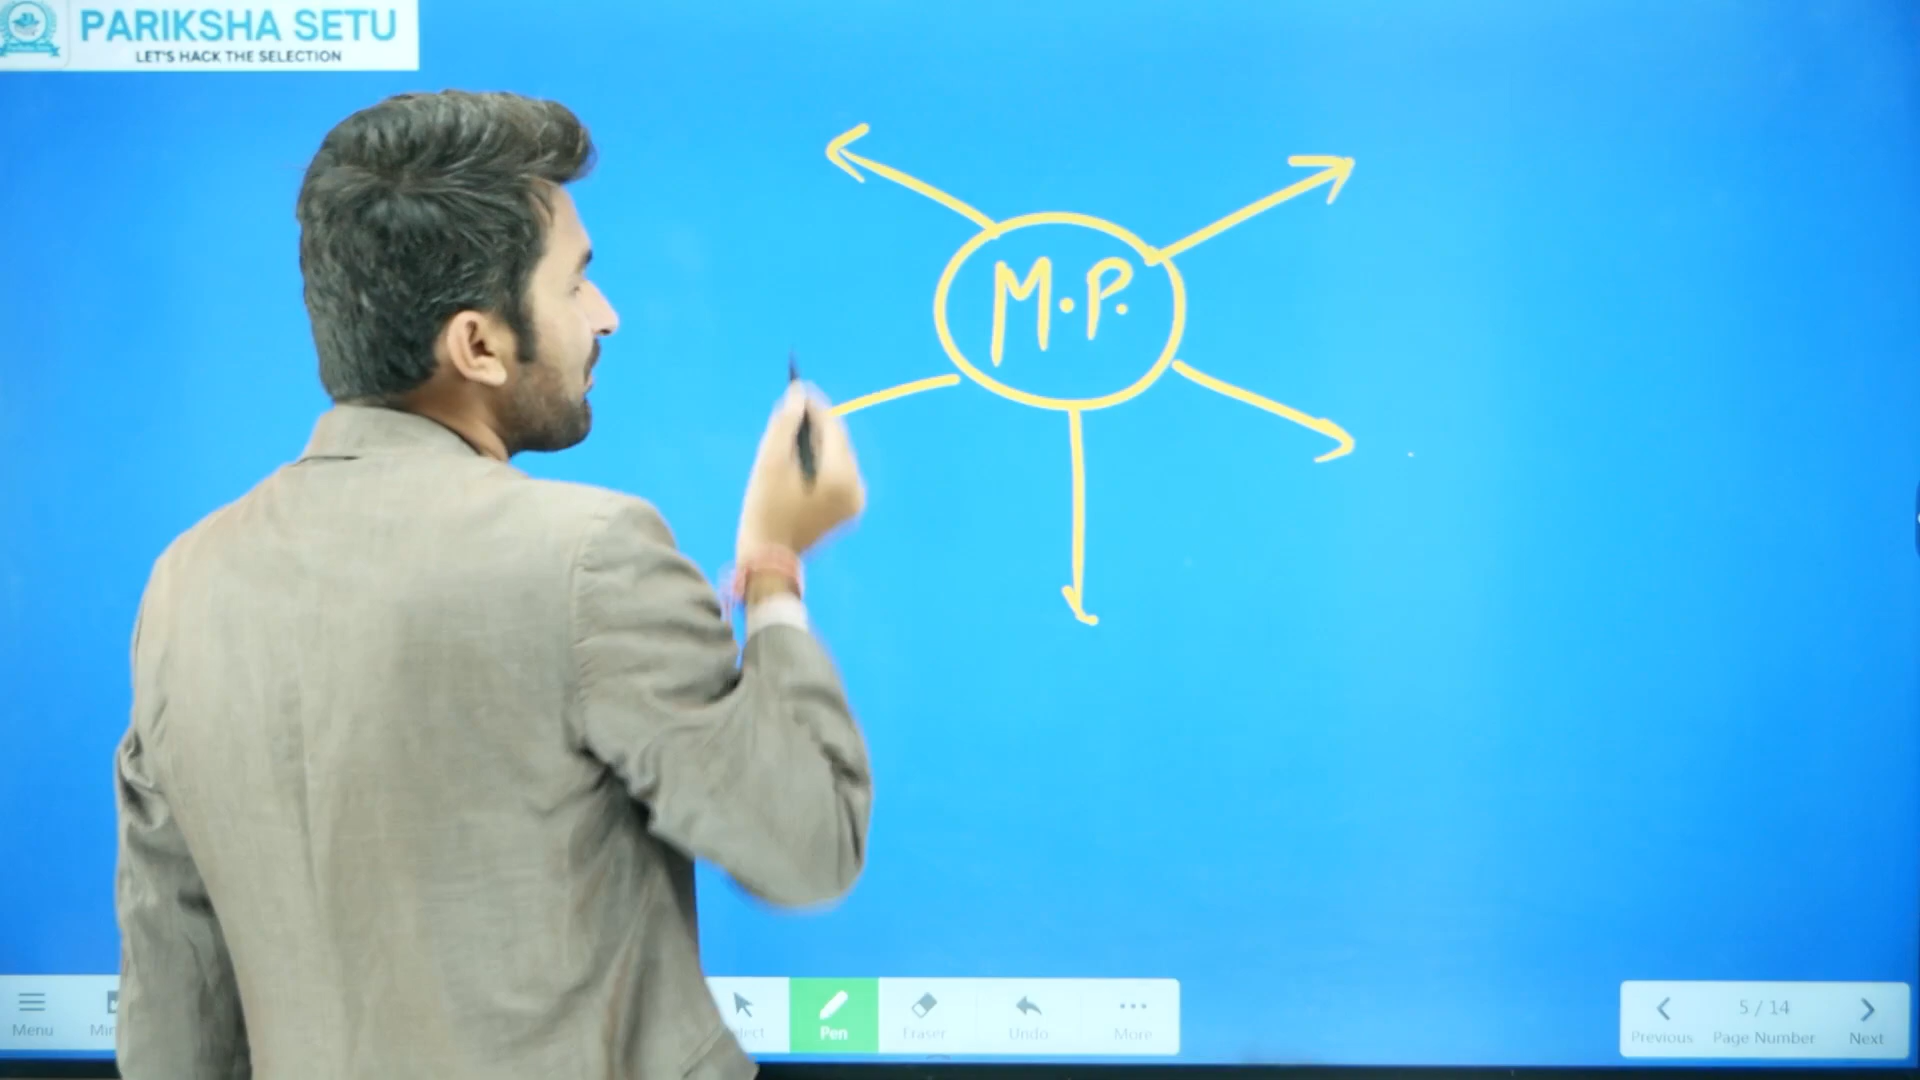 PARIKSHA SETU
LET'S HACK THE SELECTION
M.P.
Menu
Pen
Eraser
Undo
More
5 / 14
Previous
Page Number
Next